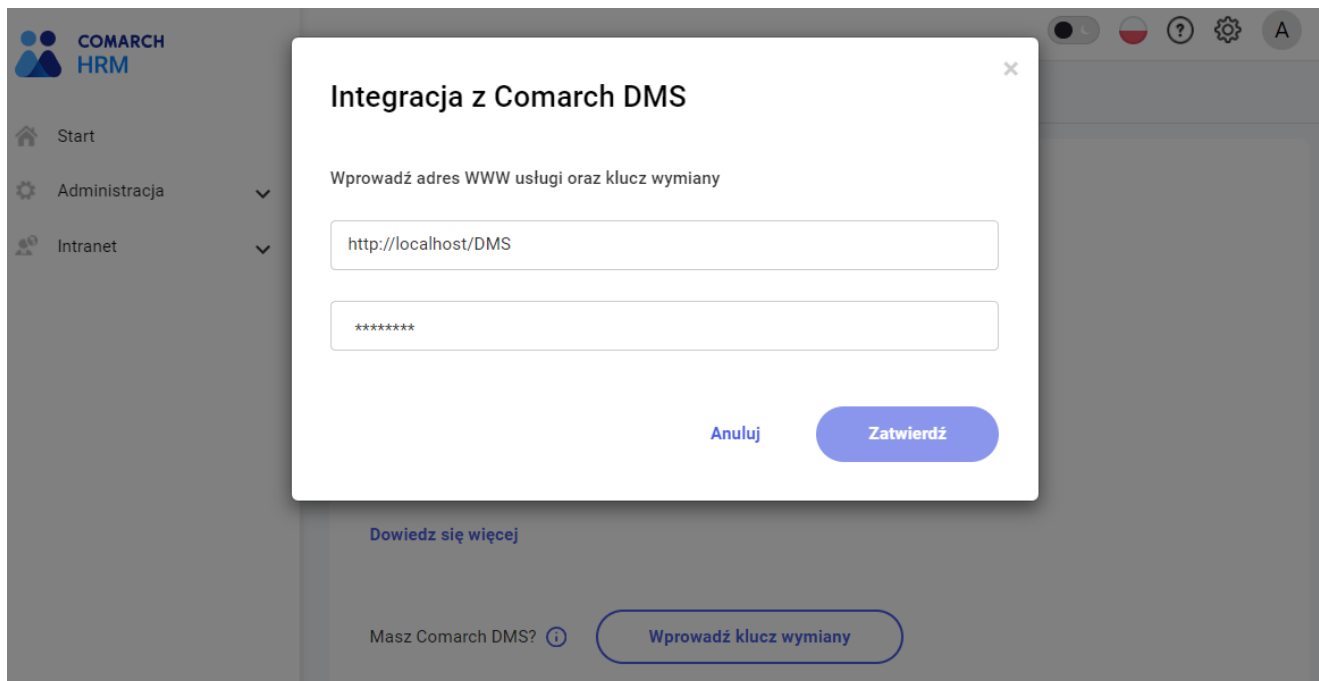 COMARCH
HRM
A
Start
Administracja
Intranet
Integracja z Comarch DMS
Wprowadź adres WWW usługi oraz klucz wymiany
http://localhost/DMS
********
Anuluj
Zatwierdź
Dowiedz się więcej
Masz Comarch DMS?
Wprowadź klucz wymiany